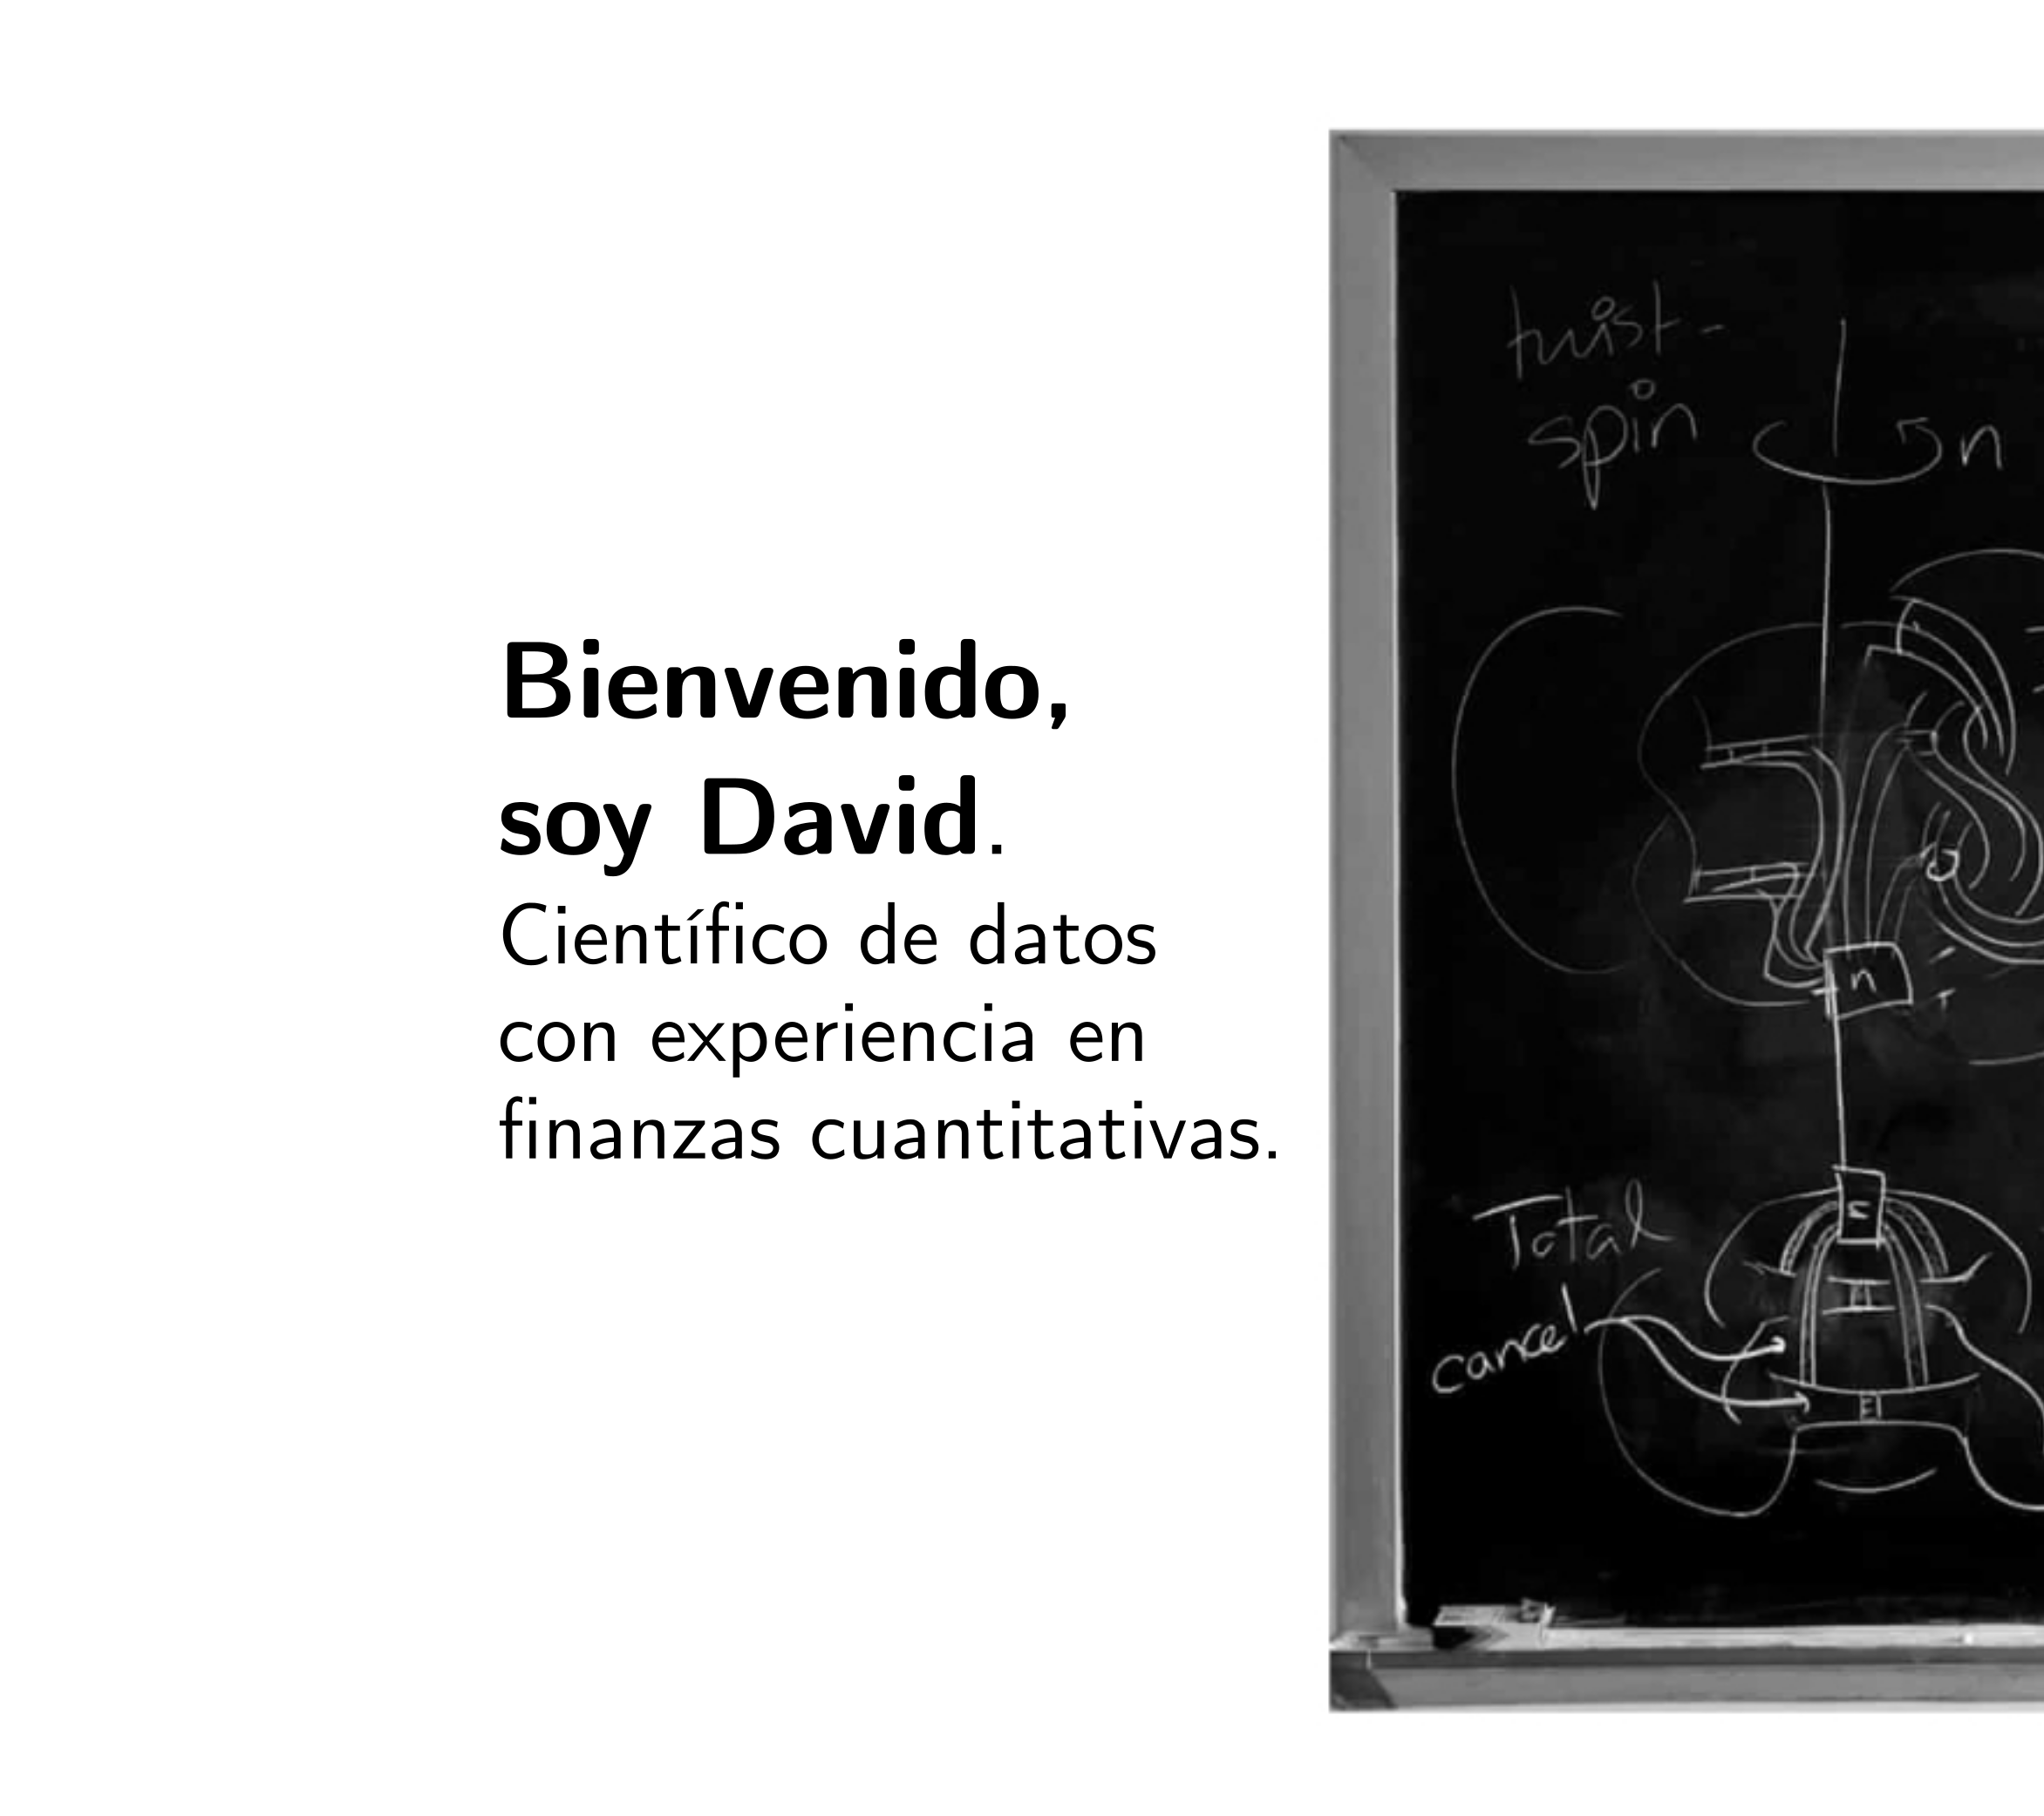 Bienvenido,
soy David.
Científico de datos
con experiencia en
finanzas cuantitativas.
twist-
spin
n
n
Total
cancel